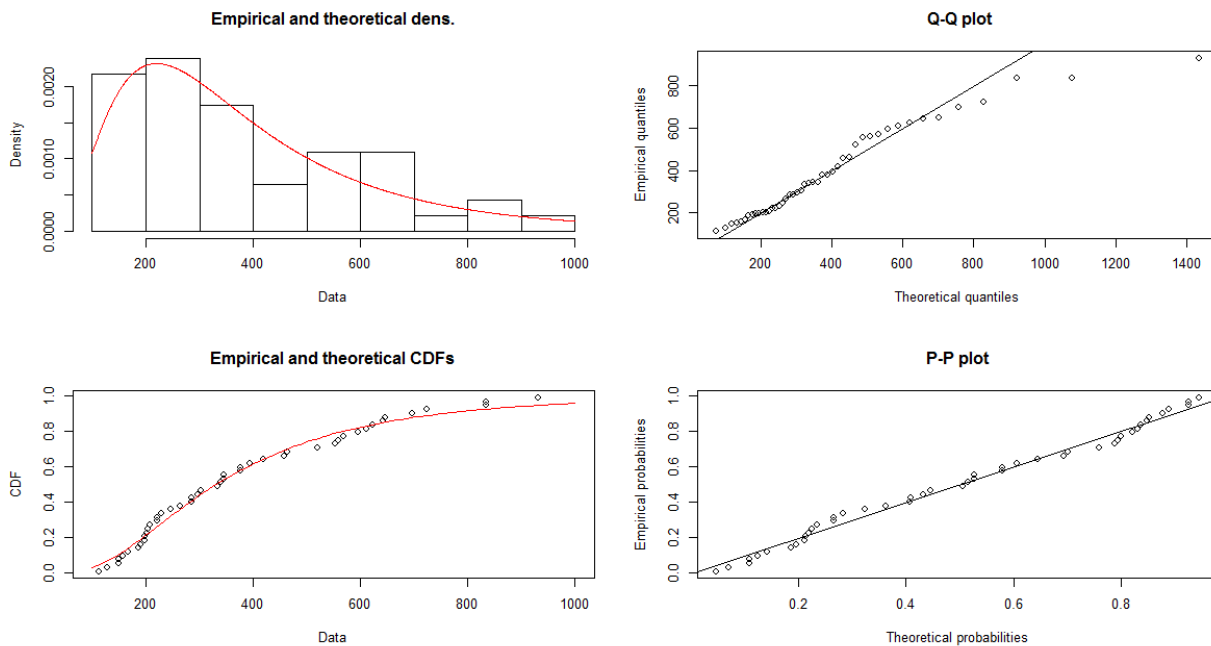 Empirical and theoretical dens.
Density
0.0000 0.0010 0.0020
200 400 600 800 1000
Data
Q-Q plot
Empirical quantiles
200 400 600 800
200 400 600 800 1000 1200 1400
Theoretical quantiles
Empirical and theoretical CDFs
CDF
0.0 0.2 0.4 0.6 0.8 1.0
200 400 600 800 1000
Data
P-P plot
Empirical probabilities
0.0 0.2 0.4 0.6 0.8 1.0
0.2 0.4 0.6 0.8
Theoretical probabilities